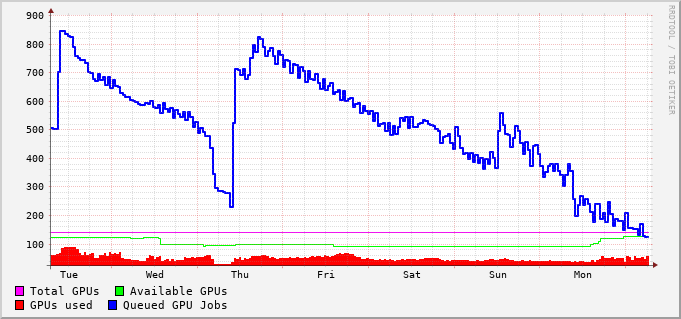 900
800
700
600
500
400
300
200
100
Tue Wed Thu Fri Sat Sun Mon
Total GPUs Available GPUs
GPUs used Queued GPU Jobs
RRDTOOL / TOBI OETIKER